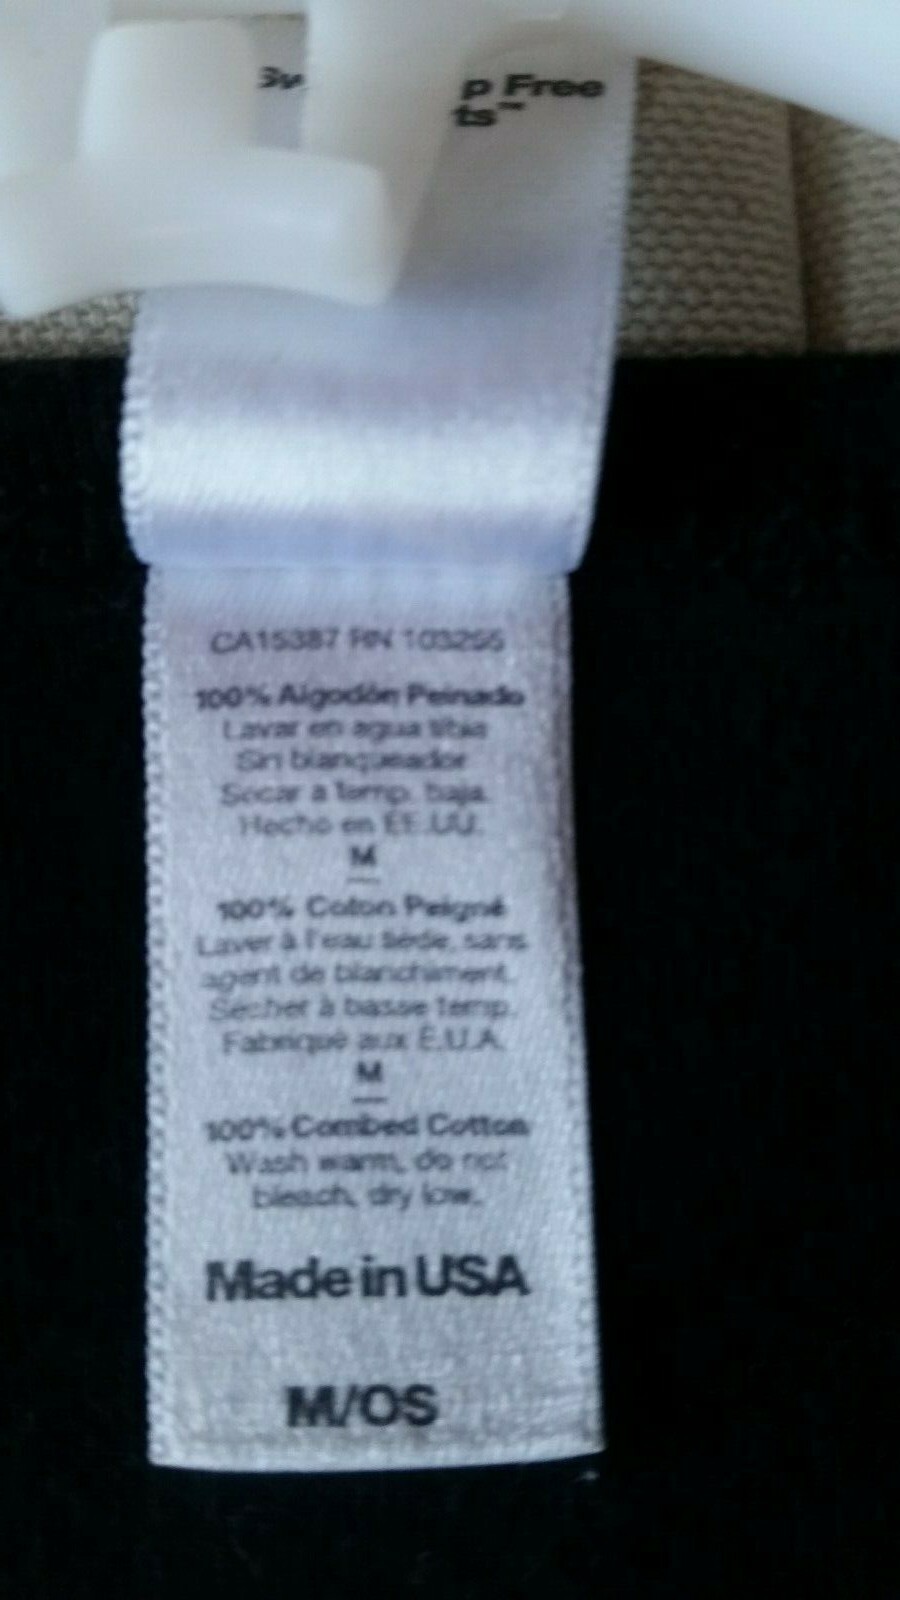 p Free
ts™
CA15387 RN 103255
100% Algodón Peinado
Lavar en agua tibia
Sin blanqueador
Secar a temp. baja.
Hecho en EE.UU.
M
100% Coton Peigné
Laver à l'eau tiède, sans
agent de blanchiment.
Sécher à basse temp.
Fabriqué aux É.U.A.
M
100% Combed Cotton
Wash warm, do not
bleach, dry low.
Made in USA
M/OS